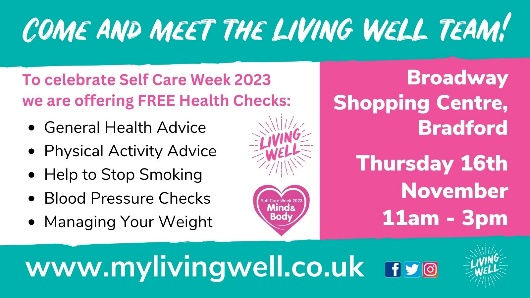 COME AND MEET THE LIVING WELL TEAM!
To celebrate Self Care Week 2023
we are offering FREE Health Checks:
• General Health Advice
• Physical Activity Advice
• Help to Stop Smoking
• Blood Pressure Checks
• Managing Your Weight
LIVING
WELL
Self Care Week 2023
Mind&
Body
Broadway
Shopping Centre,
Bradford
Thursday 16th
November
11am - 3pm
www.mylivingwell.co.uk
LIVING
WELL